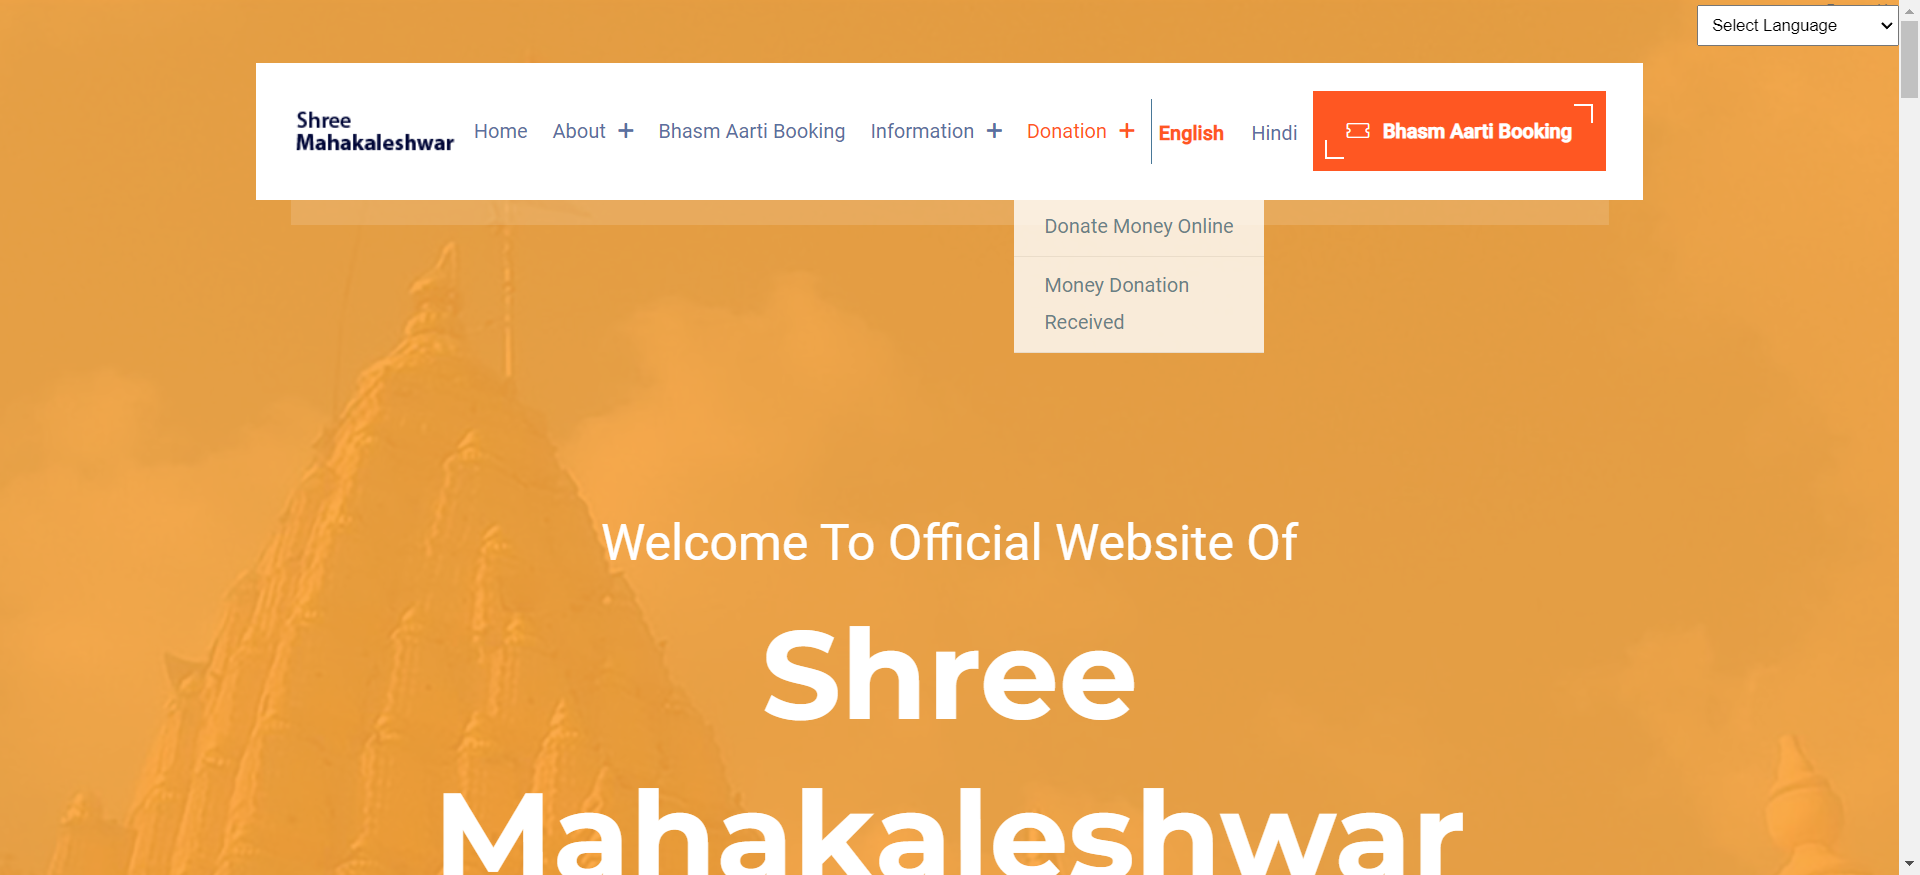 Select Language
Shree
Mahakaleshwar
Home
About
Bhasm Aarti Booking
Information
Donation
English
Hindi
Bhasm Aarti Booking
Donate Money Online
Money Donation
Received
Welcome To Official Website Of
Shree
Mahakaleshwar